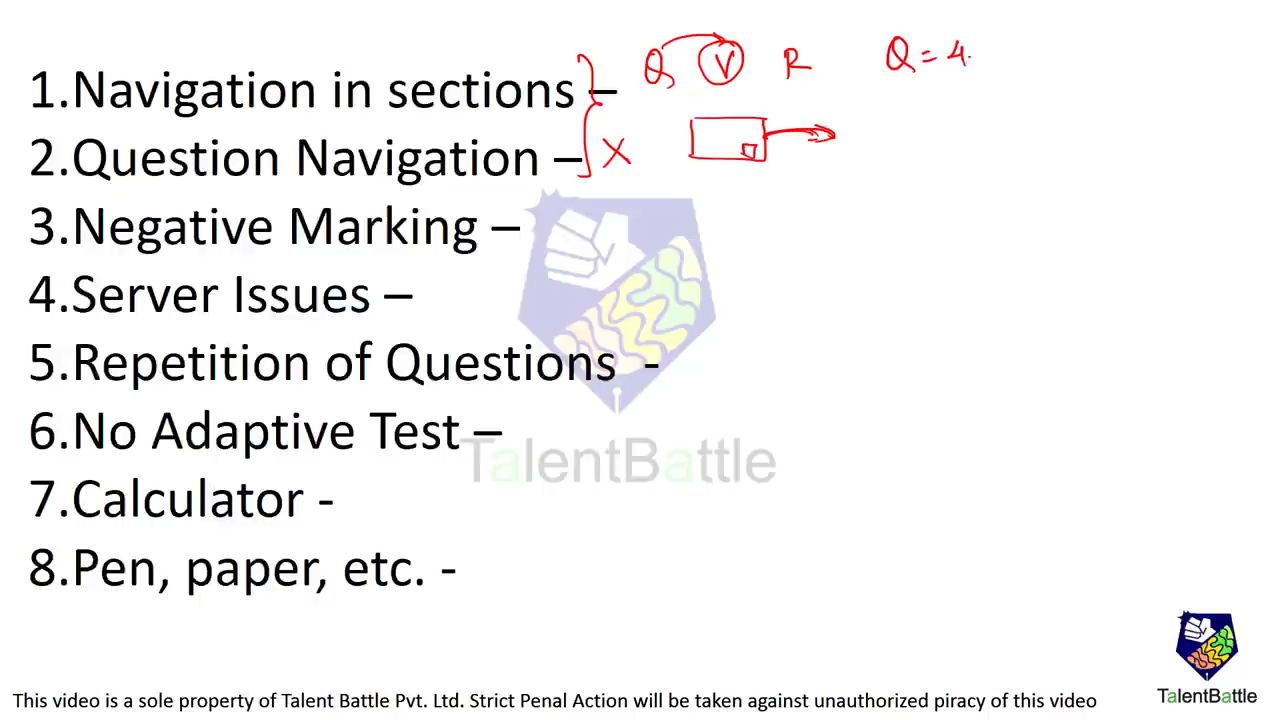 Q V R Q = 4.
1.Navigation in sections –
2.Question Navigation – X
3.Negative Marking –
4.Server Issues –
5.Repetition of Questions -
6.No Adaptive Test –
TalentBattle
7.Calculator -
8.Pen, paper, etc. -
TalentBattle
This video is a sole property of Talent Battle Pvt. Ltd. Strict Penal Action will be taken against unauthorized piracy of this video